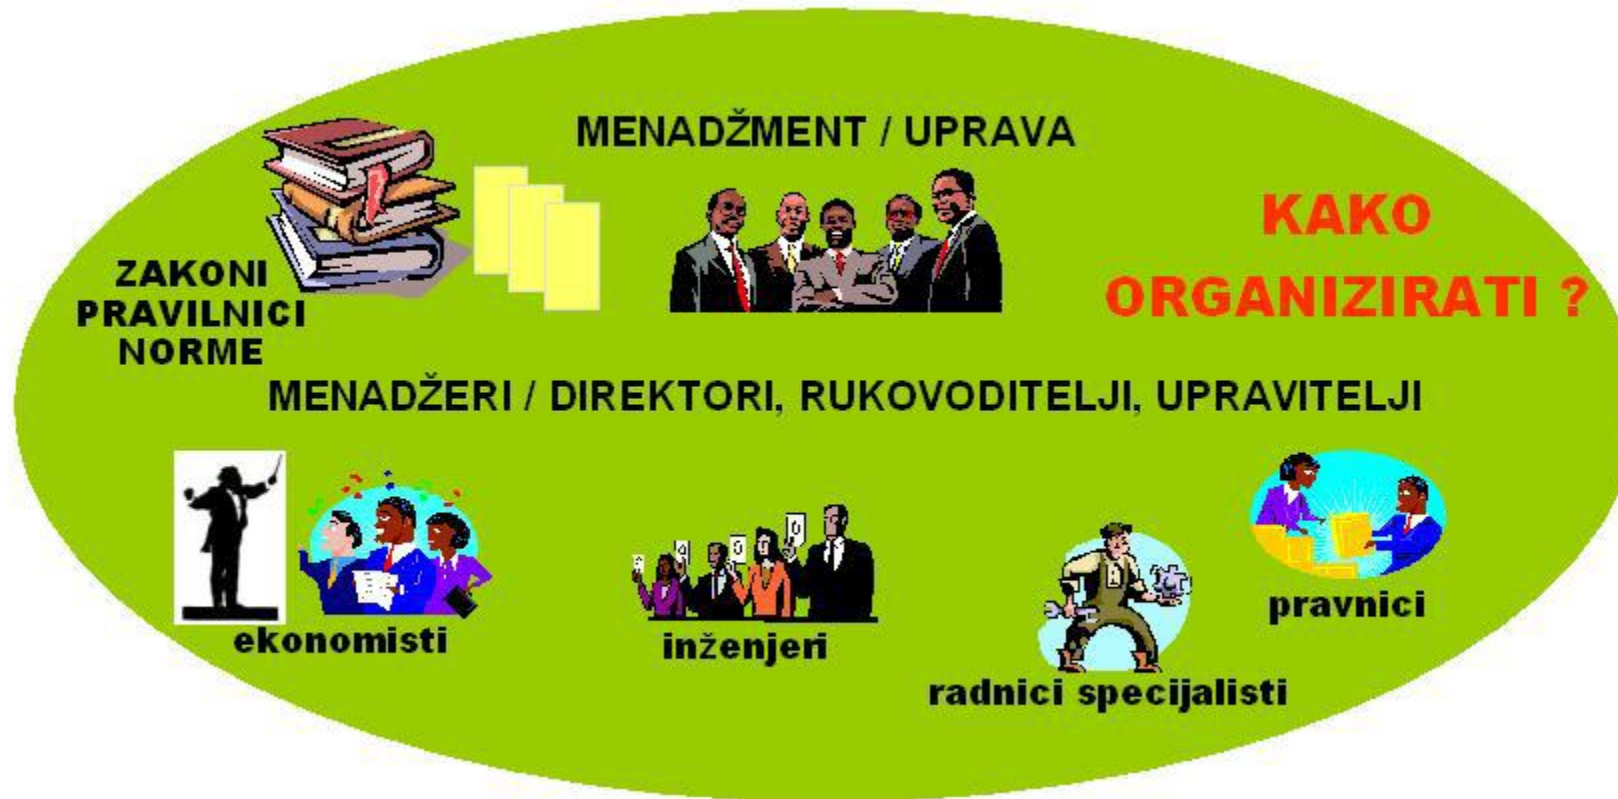 MENADŽMENT / UPRAVA
ZAKONI
PRAVILNICI
NORME
KAKO
ORGANIZIRATI ?
MENADŽERI / DIREKTORI, RUKOVODITELJI, UPRAVITELJI
ekonomisti
inženjeri
radnici specijalisti
pravnici